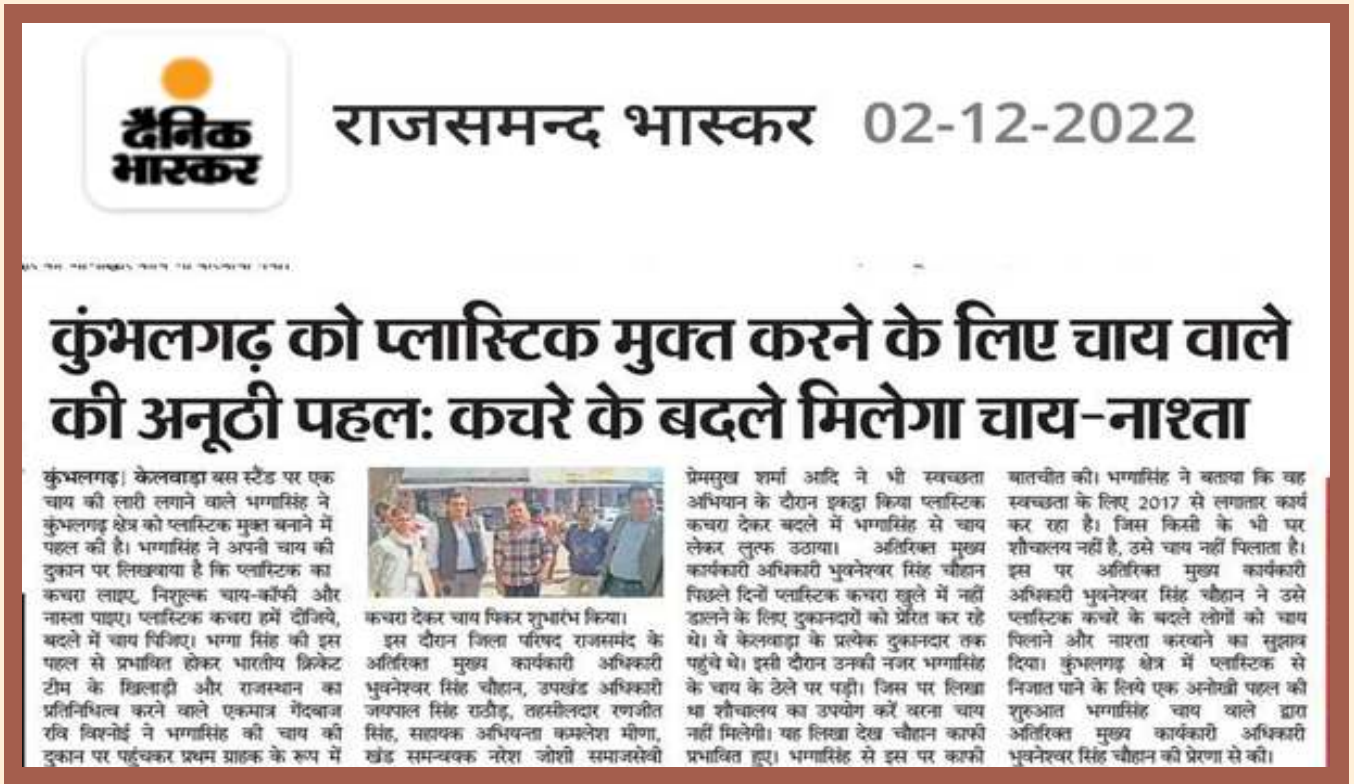 दैनिक
भास्कर
राजसमन्द भास्कर 02-12-2022
कुंभलगढ़ को प्लास्टिक मुक्त करने के लिए चाय वाले
की अनूठी पहल: कचरे के बदले मिलेगा चाय-नाश्ता
कुंभलगढ़| केलवाड़ा बस स्टैंड पर एक
चाय की लारी लगाने वाले भग्गासिंह ने
कुंभलगढ़ क्षेत्र को प्लास्टिक मुक्त बनाने में
पहल की है। भग्गासिंह ने अपनी चाय की
दुकान पर लिखवाया है कि प्लास्टिक का
कचरा लाइए, निशुल्क चाय-कॉफी और
नास्ता पाइए। प्लास्टिक कचरा हमें दीजिये,
बदले में चाय पिजिए। भग्गा सिंह की इस
पहल से प्रभावित होकर भारतीय क्रिकेट
टीम के खिलाड़ी और राजस्थान का
प्रतिनिधित्व करने वाले एकमात्र गेंदबाज
रवि विश्नोई ने भग्गासिंह की चाय की
दुकान पर पहुंचकर प्रथम ग्राहक के रूप में
कचरा देकर चाय पिकर शुभारंभ किया।
इस दौरान जिला परिषद राजसमंद के
अतिरिक्त मुख्य कार्यकारी अधिकारी
भुवनेश्वर सिंह चौहान, उपखंड अधिकारी
जयपाल सिंह राठौड़, तहसीलदार रणजीत
सिंह, सहायक अभियन्ता कमलेश मीणा,
खंड समन्वयक नरेश जोशी समाजसेवी
प्रेमसुख शर्मा आदि ने भी स्वच्छता
अभियान के दौरान इकट्ठा किया प्लास्टिक
कचरा देकर बदले में भग्गासिंह से चाय
लेकर लुत्फ उठाया। अतिरिक्त मुख्य
कार्यकारी अधिकारी भुवनेश्वर सिंह चौहान
पिछले दिनों प्लास्टिक कचरा खुले में नहीं
डालने के लिए दुकानदारों को प्रेरित कर रहे
थे। वे केलवाड़ा के प्रत्येक दुकानदार तक
पहुंचे थे। इसी दौरान उनकी नजर भग्गासिंह
के चाय के ठेले पर पड़ी। जिस पर लिखा
था शौचालय का उपयोग करें वरना चाय
नहीं मिलेगी। यह लिखा देख चौहान काफी
प्रभावित हुए। भग्गासिंह से इस पर काफी
बातचीत की। भग्गासिंह ने बताया कि वह
स्वच्छता के लिए 2017 से लगातार कार्य
कर रहा है। जिस किसी के भी घर
शौचालय नहीं है, उसे चाय नहीं पिलाता है।
इस पर अतिरिक्त मुख्य कार्यकारी
अधिकारी भुवनेश्वर सिंह चौहान ने उसे
प्लास्टिक कचरे के बदले लोगों को चाय
पिलाने और नाश्ता करवाने का सुझाव
दिया। कुंभलगढ़ क्षेत्र में प्लास्टिक से
निजात पाने के लिये एक अनोखी पहल की
शुरुआत भग्गासिंह चाय वाले द्वारा
अतिरिक्त मुख्य कार्यकारी अधिकारी
भुवनेश्वर सिंह चौहान की प्रेरणा से की।